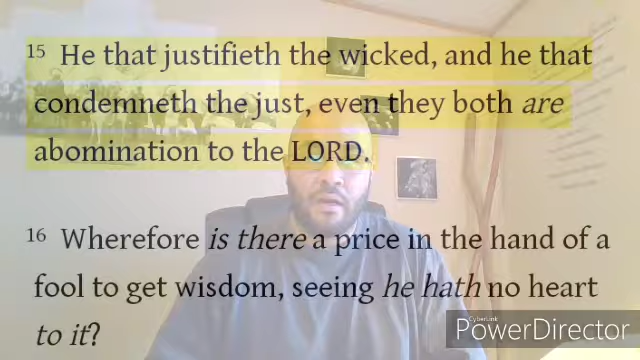 15 He that justifieth the wicked, and he that
condemneth the just, even they both are
abomination to the LORD.
16 Wherefore is there a price in the hand of a
fool to get wisdom, seeing he hath no heart
to it?
CyberLink
PowerDirector